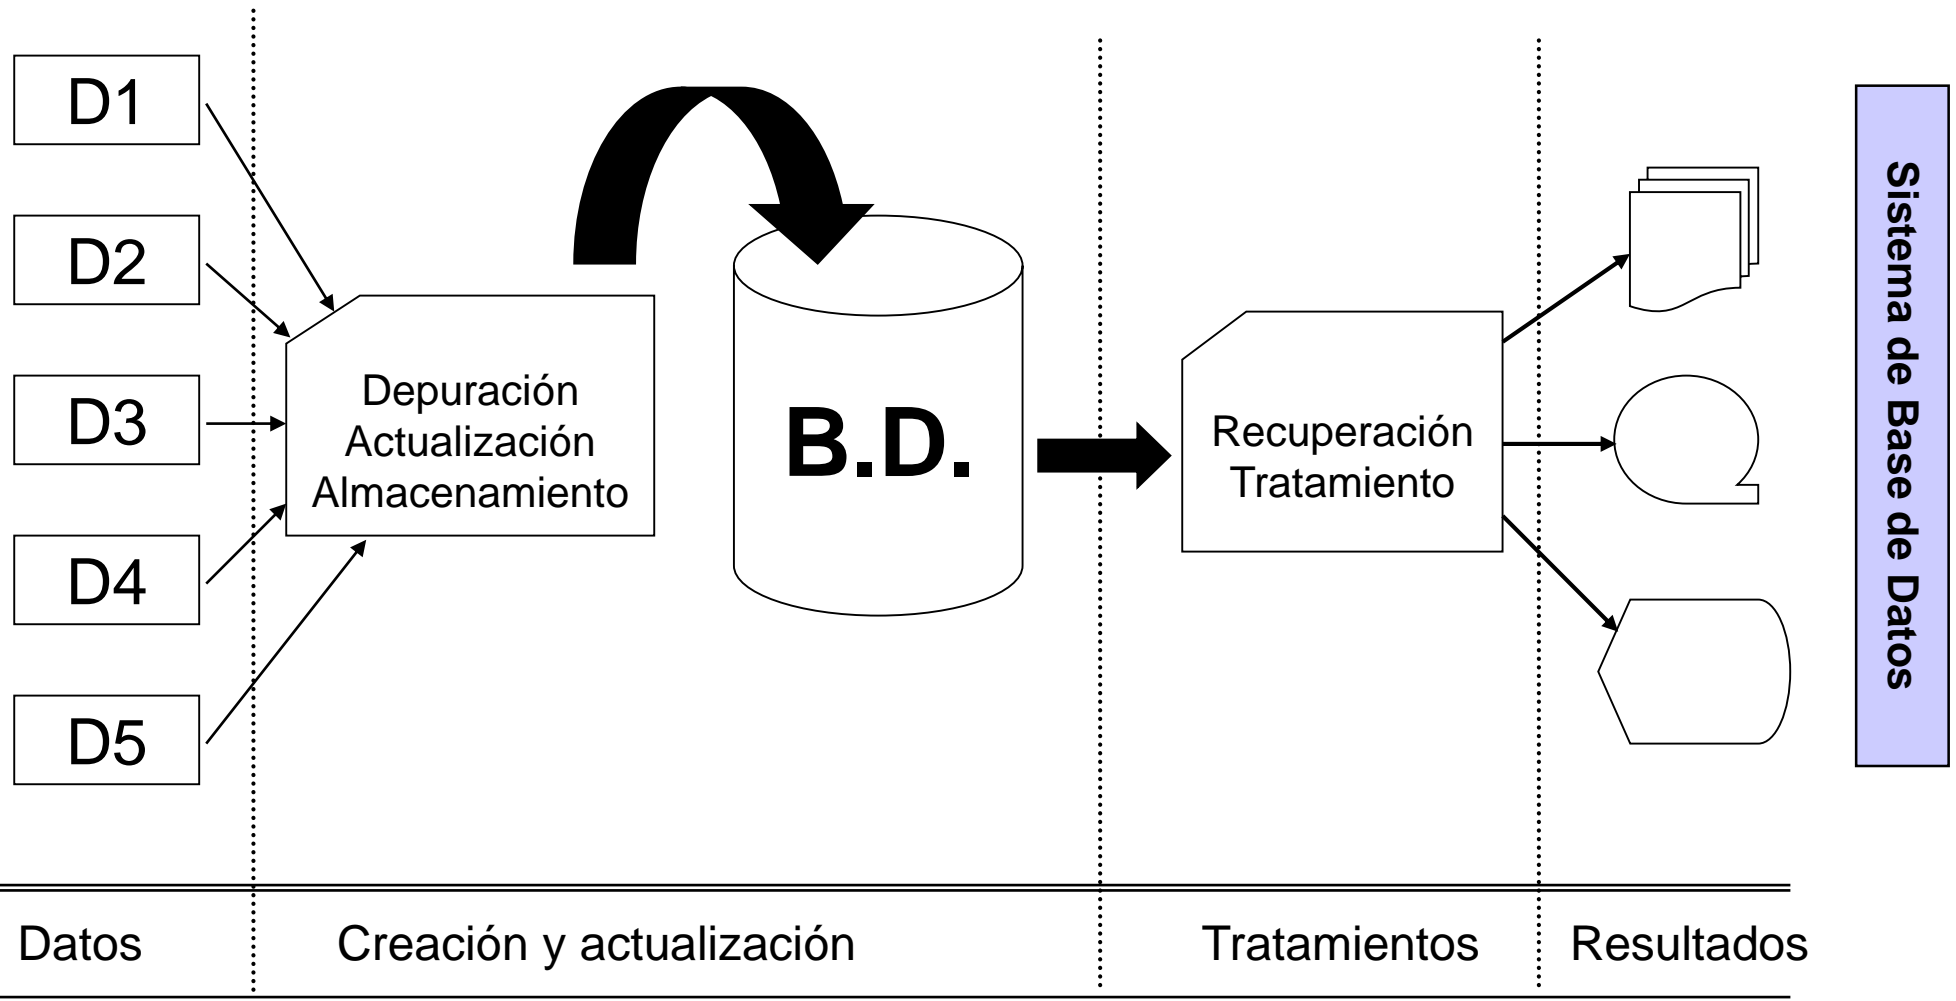 D1
D2
D3
D4
D5
Depuración
Actualización
Almacenamiento
B.D.
Recuperación
Tratamiento
Sistema de Base de Datos
Datos
Creación y actualización
Tratamientos
Resultados